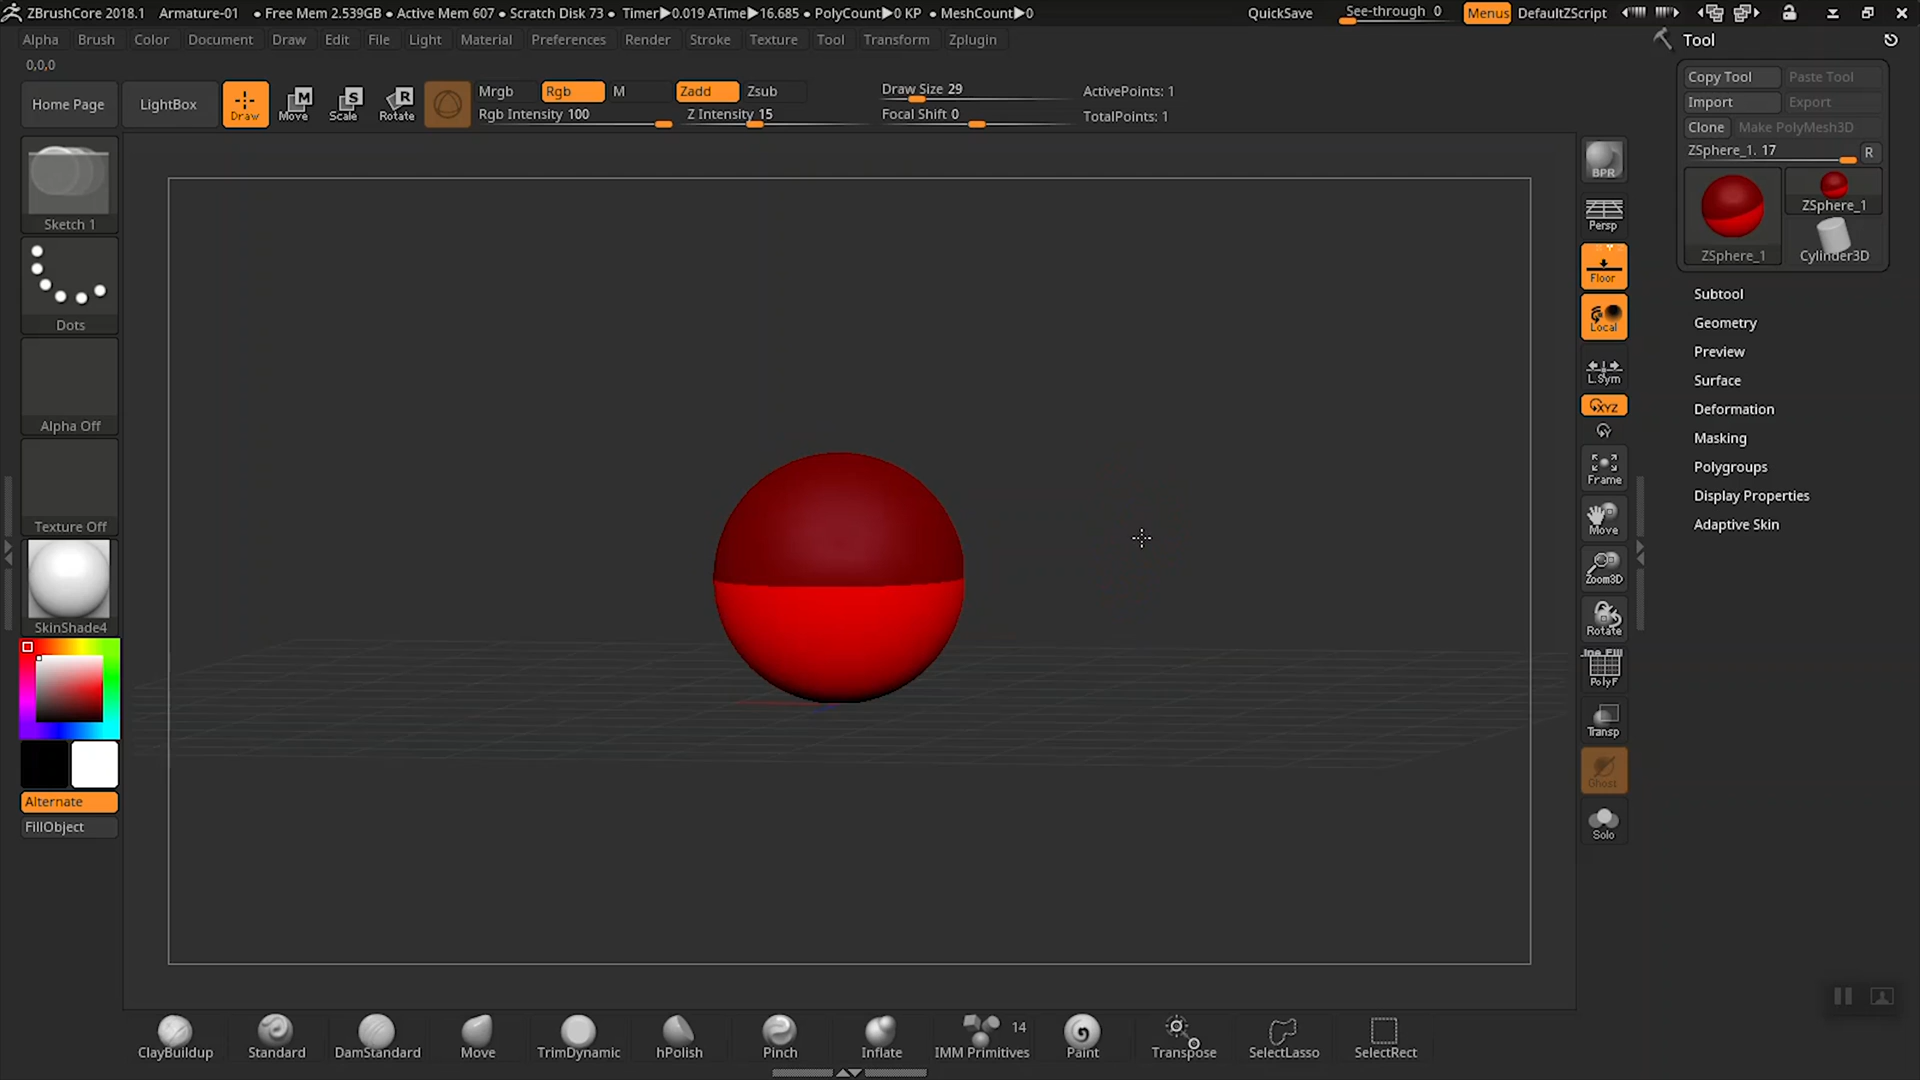 ZBrushCore 2018.1 Armature-01 • Free Mem 2.539GB • Active Mem 607 • Scratch Disk 73 • Timer▶0.019 ATime▶16.685 • PolyCount▶0 KP • MeshCount▶0 QuickSave See-through 0 Menus DefaultZScript
Alpha Brush Color Document Draw Edit File Light Material Preferences Render Stroke Texture Tool Transform Zplugin
Tool
0,0,0
Copy Tool Paste Tool
Import Export
Clone Make PolyMesh3D
ZSphere_1. 17 R
ZSphere_1
ZSphere_1 Cylinder3D
Home Page LightBox Draw Move Scale Rotate
M S R
Mrgb Rgb M Zadd Zsub
Rgb Intensity 100 Z Intensity 15
Draw Size 29
Focal Shift 0
ActivePoints: 1
TotalPoints: 1
Sketch 1
Dots
Alpha Off
Texture Off
SkinShade4
Alternate
FillObject
BPR
Persp
Floor
Local
L.Sym
XYZ
Y
Frame
Move
Zoom3D
Rotate
Line Fill
PolyF
Transp
Ghost
Solo
Subtool
Geometry
Preview
Surface
Deformation
Masking
Polygroups
Display Properties
Adaptive Skin
14
ClayBuildup Standard DamStandard Move TrimDynamic hPolish Pinch Inflate IMM Primitives Paint Transpose SelectLasso SelectRect